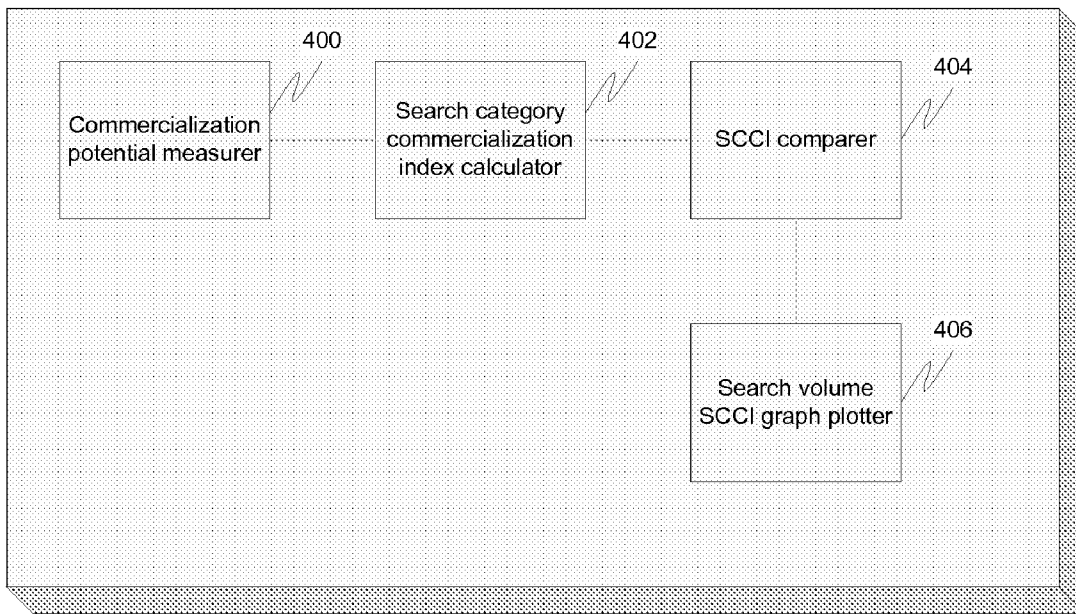 400
402
404
Commercialization
potential measurer
Search category
commercialization
index calculator
SCCI comparer
406
Search volume
SCCI graph plotter